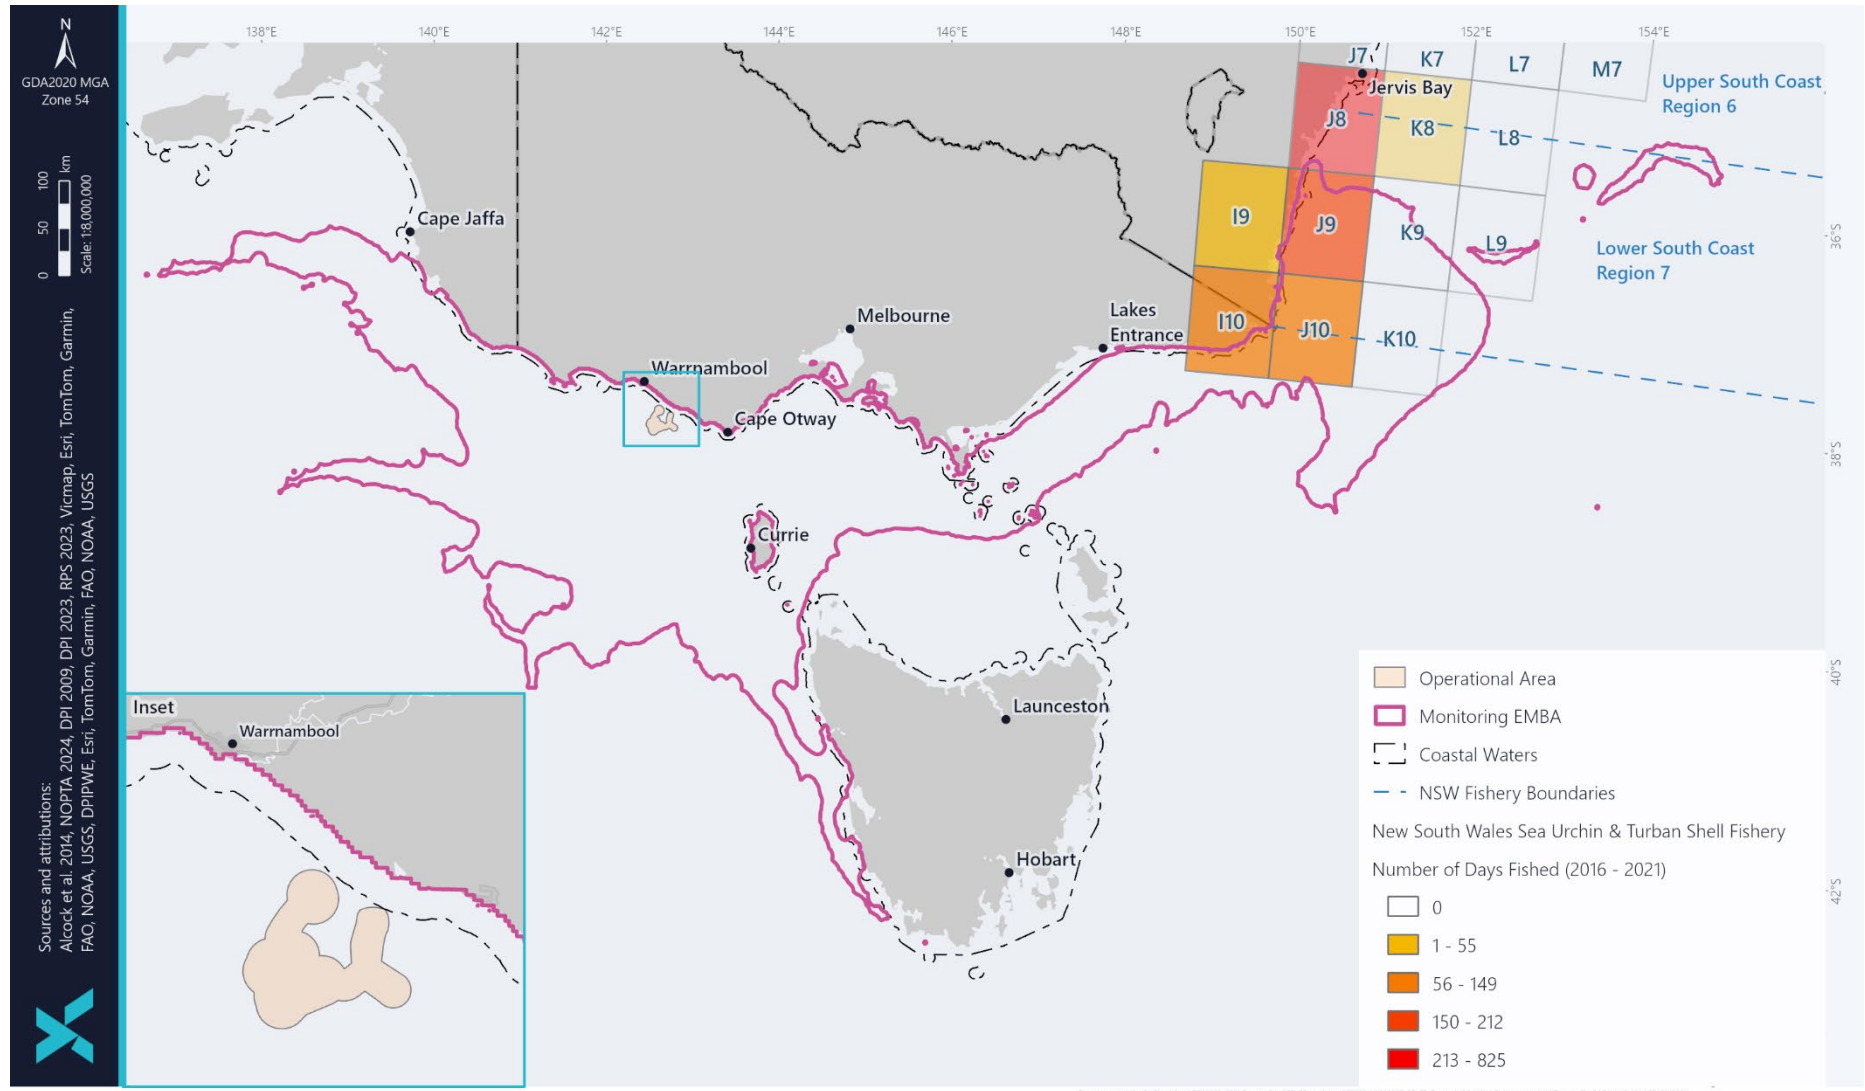 N
GDA2020 MGA
Zone 54
0 50 100
km
Scale: 1:8,000,000
Sources and attributions:
Alcock et al. 2014, NOPTA 2024, DPI 2009, DPI 2023, RPS 2023, Vicmap, Esri, TomTom, Garmin,
FAO, NOAA, USGS, DPIPWE, Esri, TomTom, Garmin, FAO, NOAA, USGS
138°E 140°E 142°E 144°E 146°E 148°E 150°E 152°E 154°E
J7 K7 L7 M7
Jervis Bay
Upper South Coast
Region 6
J8 K8 L8
Cape Jaffa
I9 J9 K9 L9
36°S
Lower South Coast
Region 7
Melbourne
Lakes
Entrance
I10 J10 K10
Warrnambool
Cape Otway
38°S
Currie
40°S
Launceston
Hobart
42°S
Inset
Warrnambool
Operational Area
Monitoring EMBA
Coastal Waters
NSW Fishery Boundaries
New South Wales Sea Urchin & Turban Shell Fishery
Number of Days Fished (2016 - 2021)
0
1 - 55
56 - 149
150 - 212
213 - 825